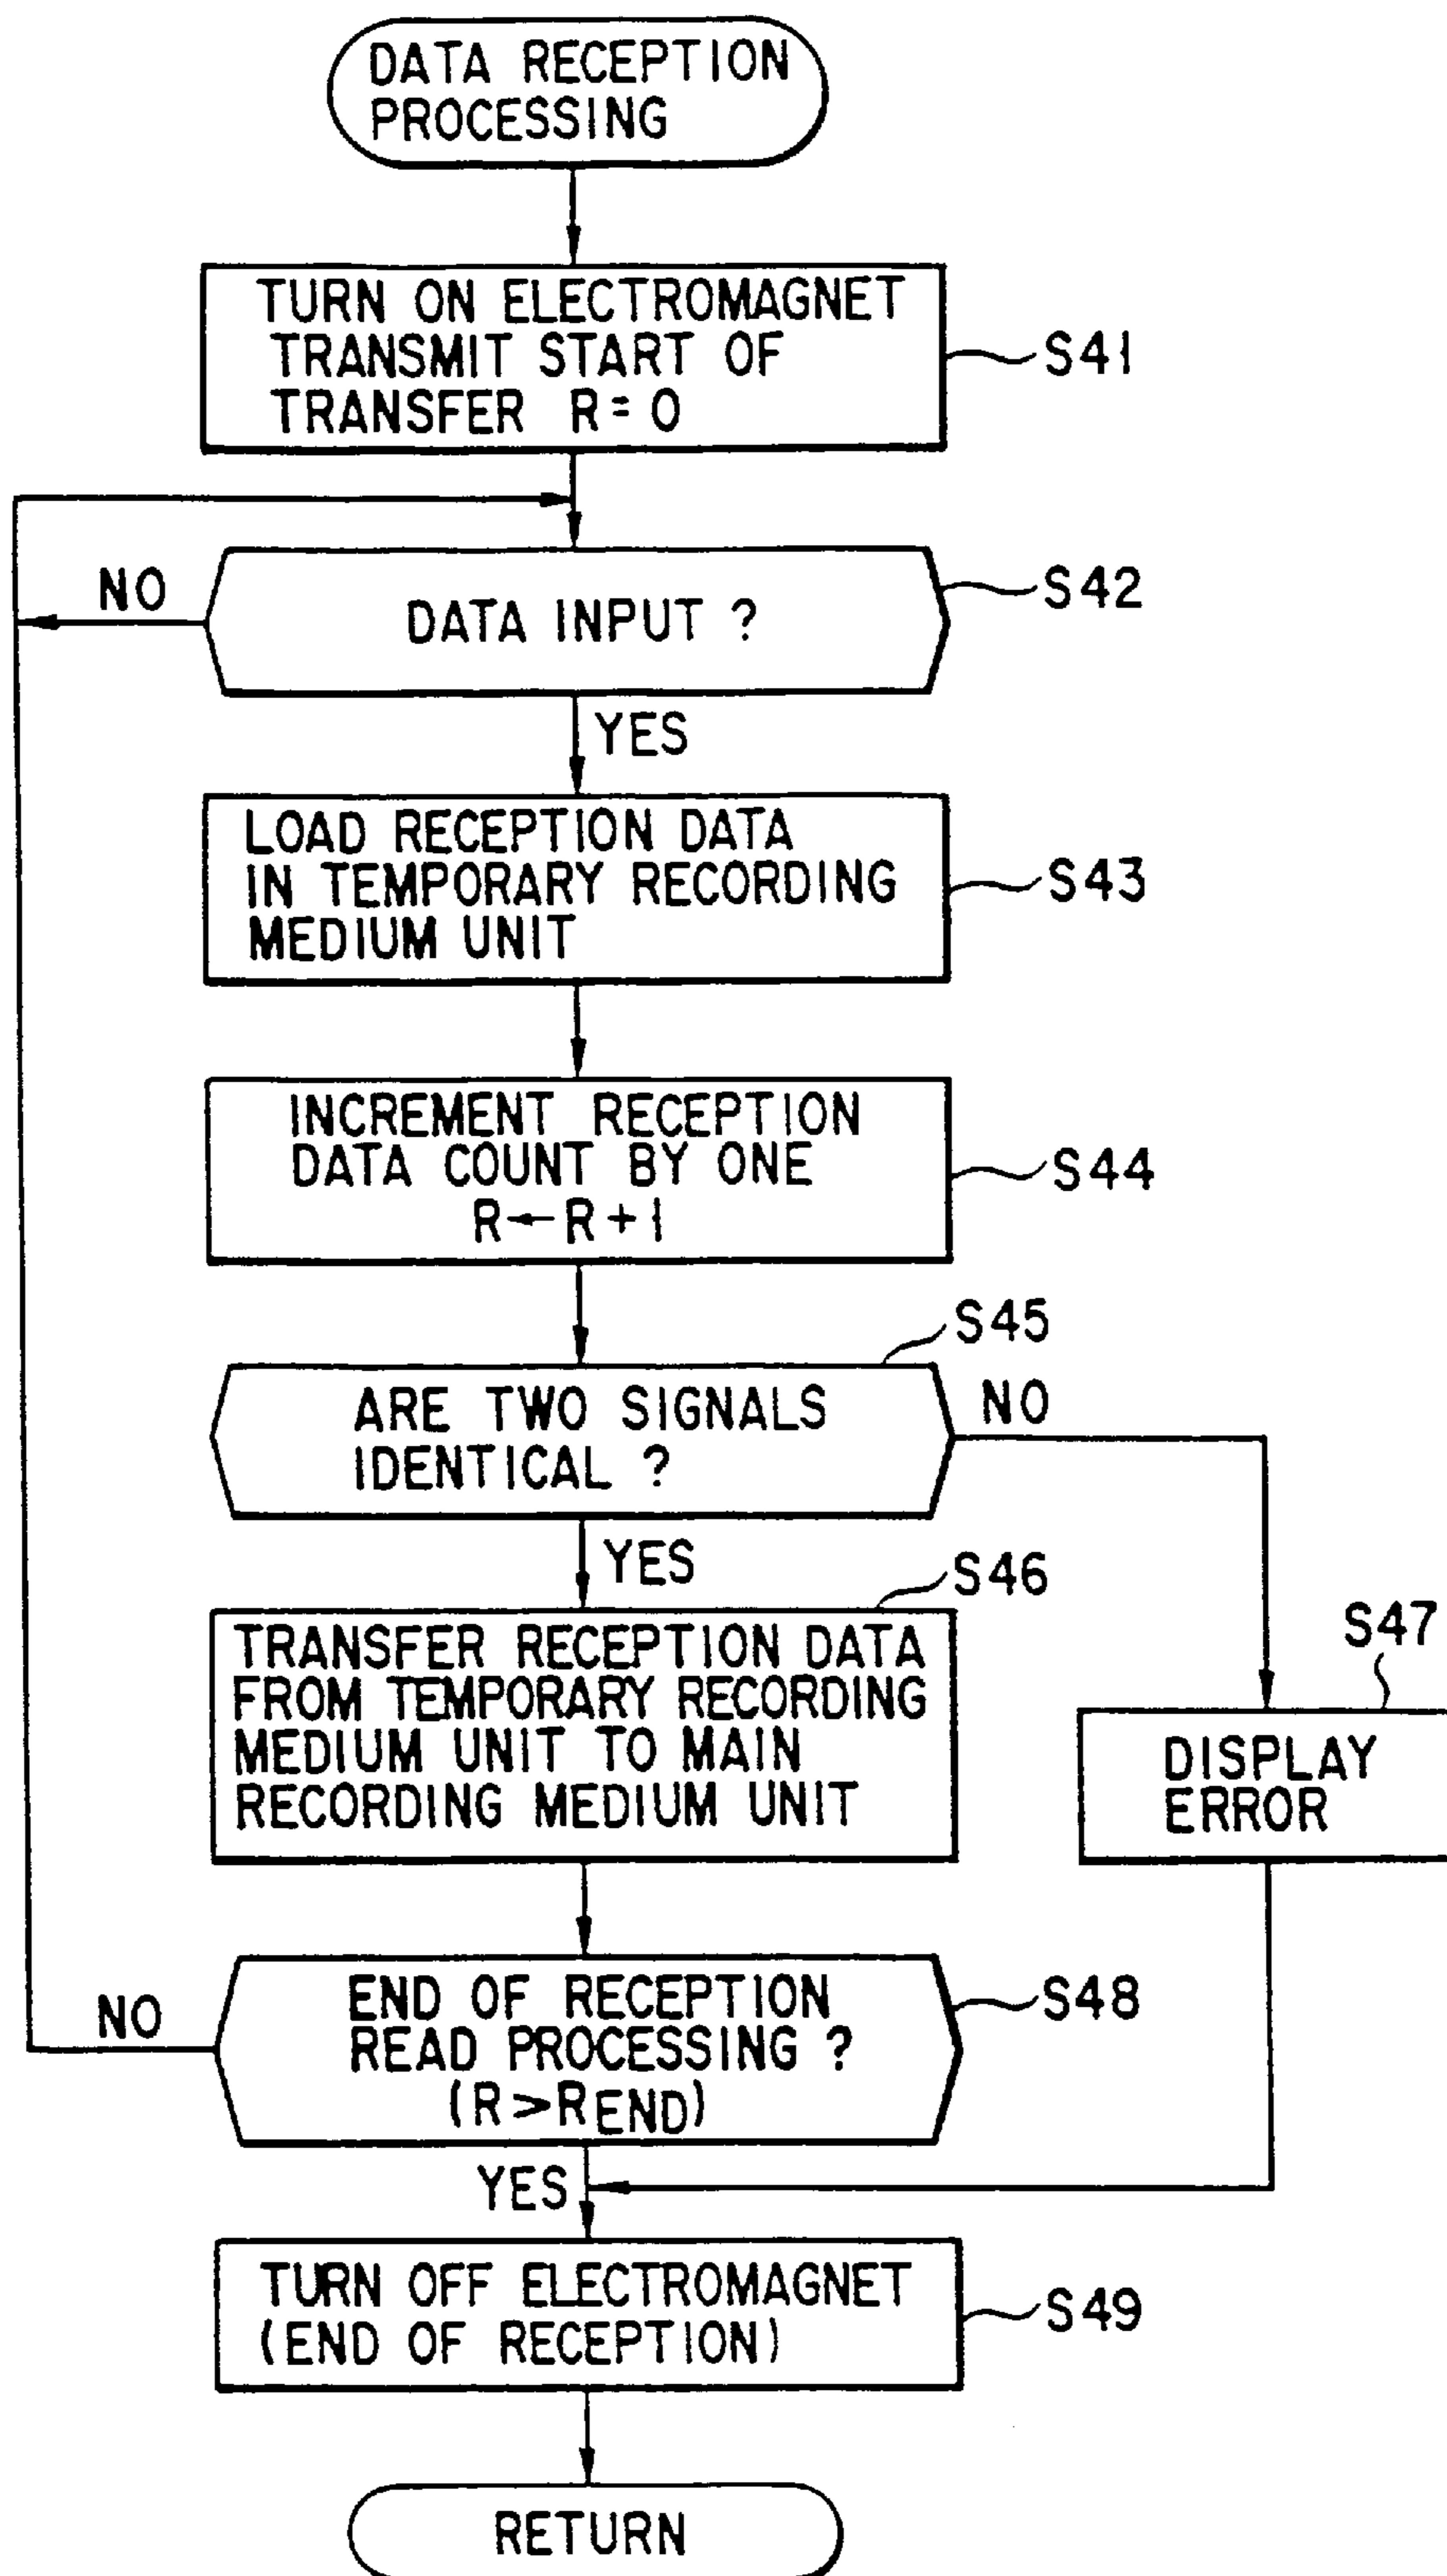 DATA RECEPTION
PROCESSING
TURN ON ELECTROMAGNET
TRANSMIT START OF
TRANSFER R=0
S41
NO
DATA INPUT ?
S42
YES
LOAD RECEPTION DATA
IN TEMPORARY RECORDING
MEDIUM UNIT
S43
INCREMENT RECEPTION
DATA COUNT BY ONE
R←R+1
S44
S45
ARE TWO SIGNALS
IDENTICAL ?
NO
YES
S46
TRANSFER RECEPTION DATA
FROM TEMPORARY RECORDING
MEDIUM UNIT TO MAIN
RECORDING MEDIUM UNIT
S47
DISPLAY
ERROR
NO
END OF RECEPTION
READ PROCESSING ?
(R>REND)
S48
YES
TURN OFF ELECTROMAGNET
(END OF RECEPTION)
S49
RETURN